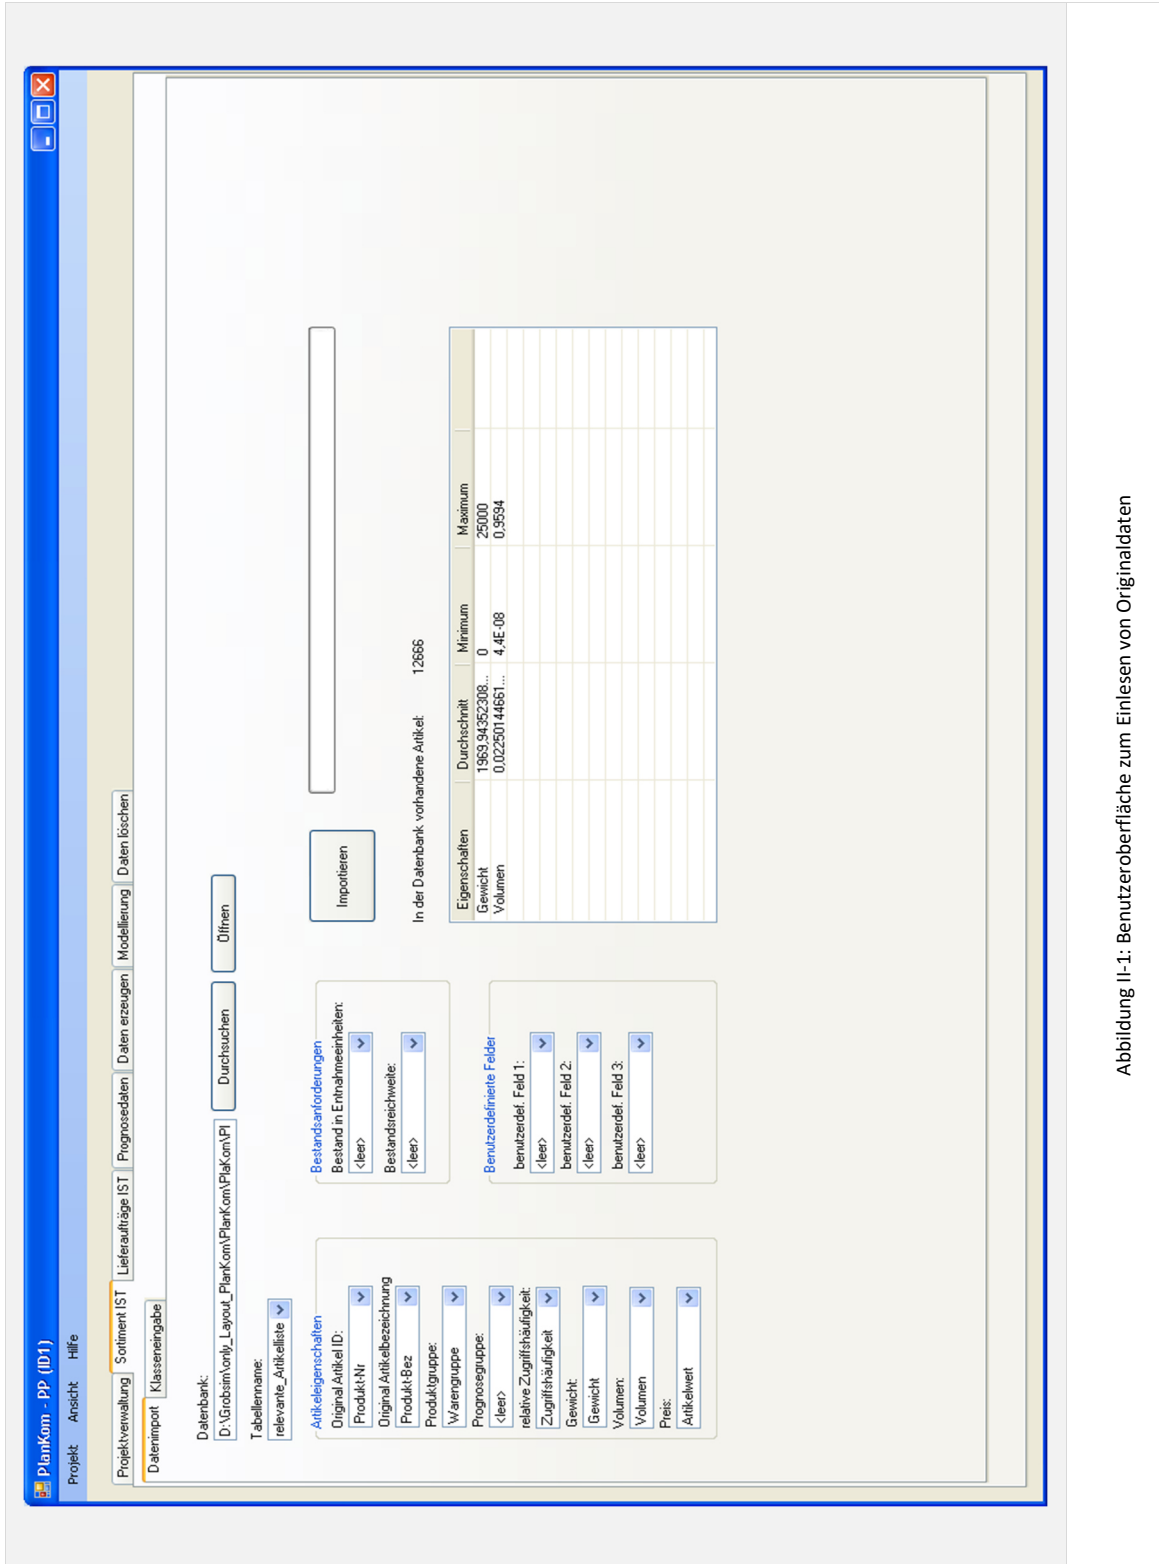 PlanKom - PP (ID1)
Projekt Ansicht Hilfe
Projektverwaltung Sortiment IST Lieferaufträge IST Prognosedaten Daten erzeugen Modellierung Daten löschen
Datenimport Klasseneingabe
Datenbank:
D:\Grobsim\only_Layout_PlanKom\PlanKom\PlaKom\Pl Durchsuchen Öffnen
Tabellenname:
relevante_Artikelliste
Artikeleigenschaften
Original Artikel ID:
Produkt-Nr
Original Artikelbezeichnung
Produkt-Bez
Produktgruppe:
Warengruppe
Prognosegruppe:
<leer>
relative Zugriffshäufigkeit:
Zugriffshäufigkeit
Gewicht:
Gewicht
Volumen:
Volumen
Preis:
Artikelwert
Bestandsanforderungen
Bestand in Entnahmeeinheiten:
<leer>
Bestandsreichweite:
<leer>
Benutzerdefinierte Felder
benutzerdef. Feld 1:
<leer>
benutzerdef. Feld 2:
<leer>
benutzerdef. Feld 3:
<leer>
Importieren
In der Datenbank vorhandene Artikel: 12666
Eigenschaften Durchschnitt Minimum Maximum
Gewicht 1969,94352308... 0 25000
Volumen 0,02250144661... 4,4E-08 0,9594
Abbildung II-1: Benutzeroberfläche zum Einlesen von Originaldaten